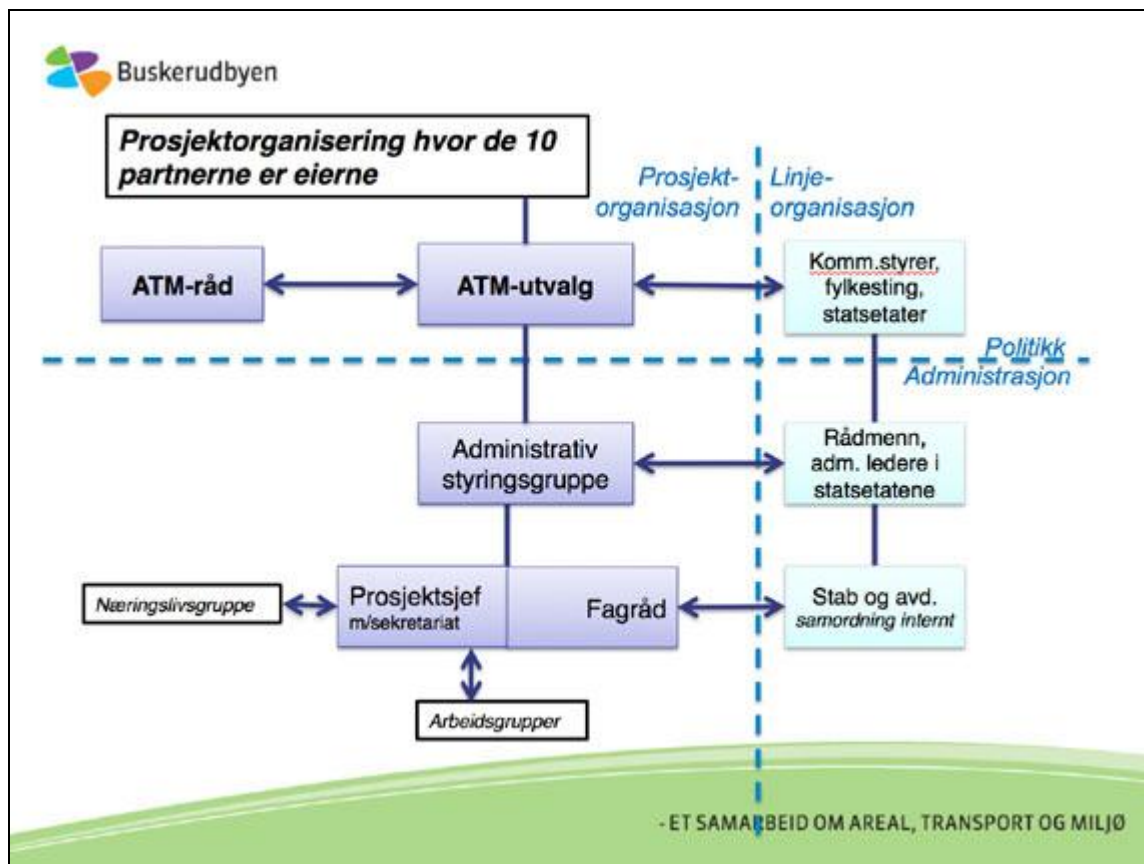 Buskerudbyen
Prosjektorganisering hvor de 10
partnerne er eierne
Prosjekt-
organisasjon
Linje-
organisasjon
ATM-råd
ATM-utvalg
Komm.styrer,
fylkesting,
statsetater
Politikk
Administrasjon
Administrativ
styringsgruppe
Rådmenn,
adm. ledere i
statsetatene
Næringslivsgruppe
Prosjektsjef
m/sekretariat
Fagråd
Stab og avd.
samordning internt
Arbeidsgrupper
- ET SAMARBEID OM AREAL, TRANSPORT OG MILJØ